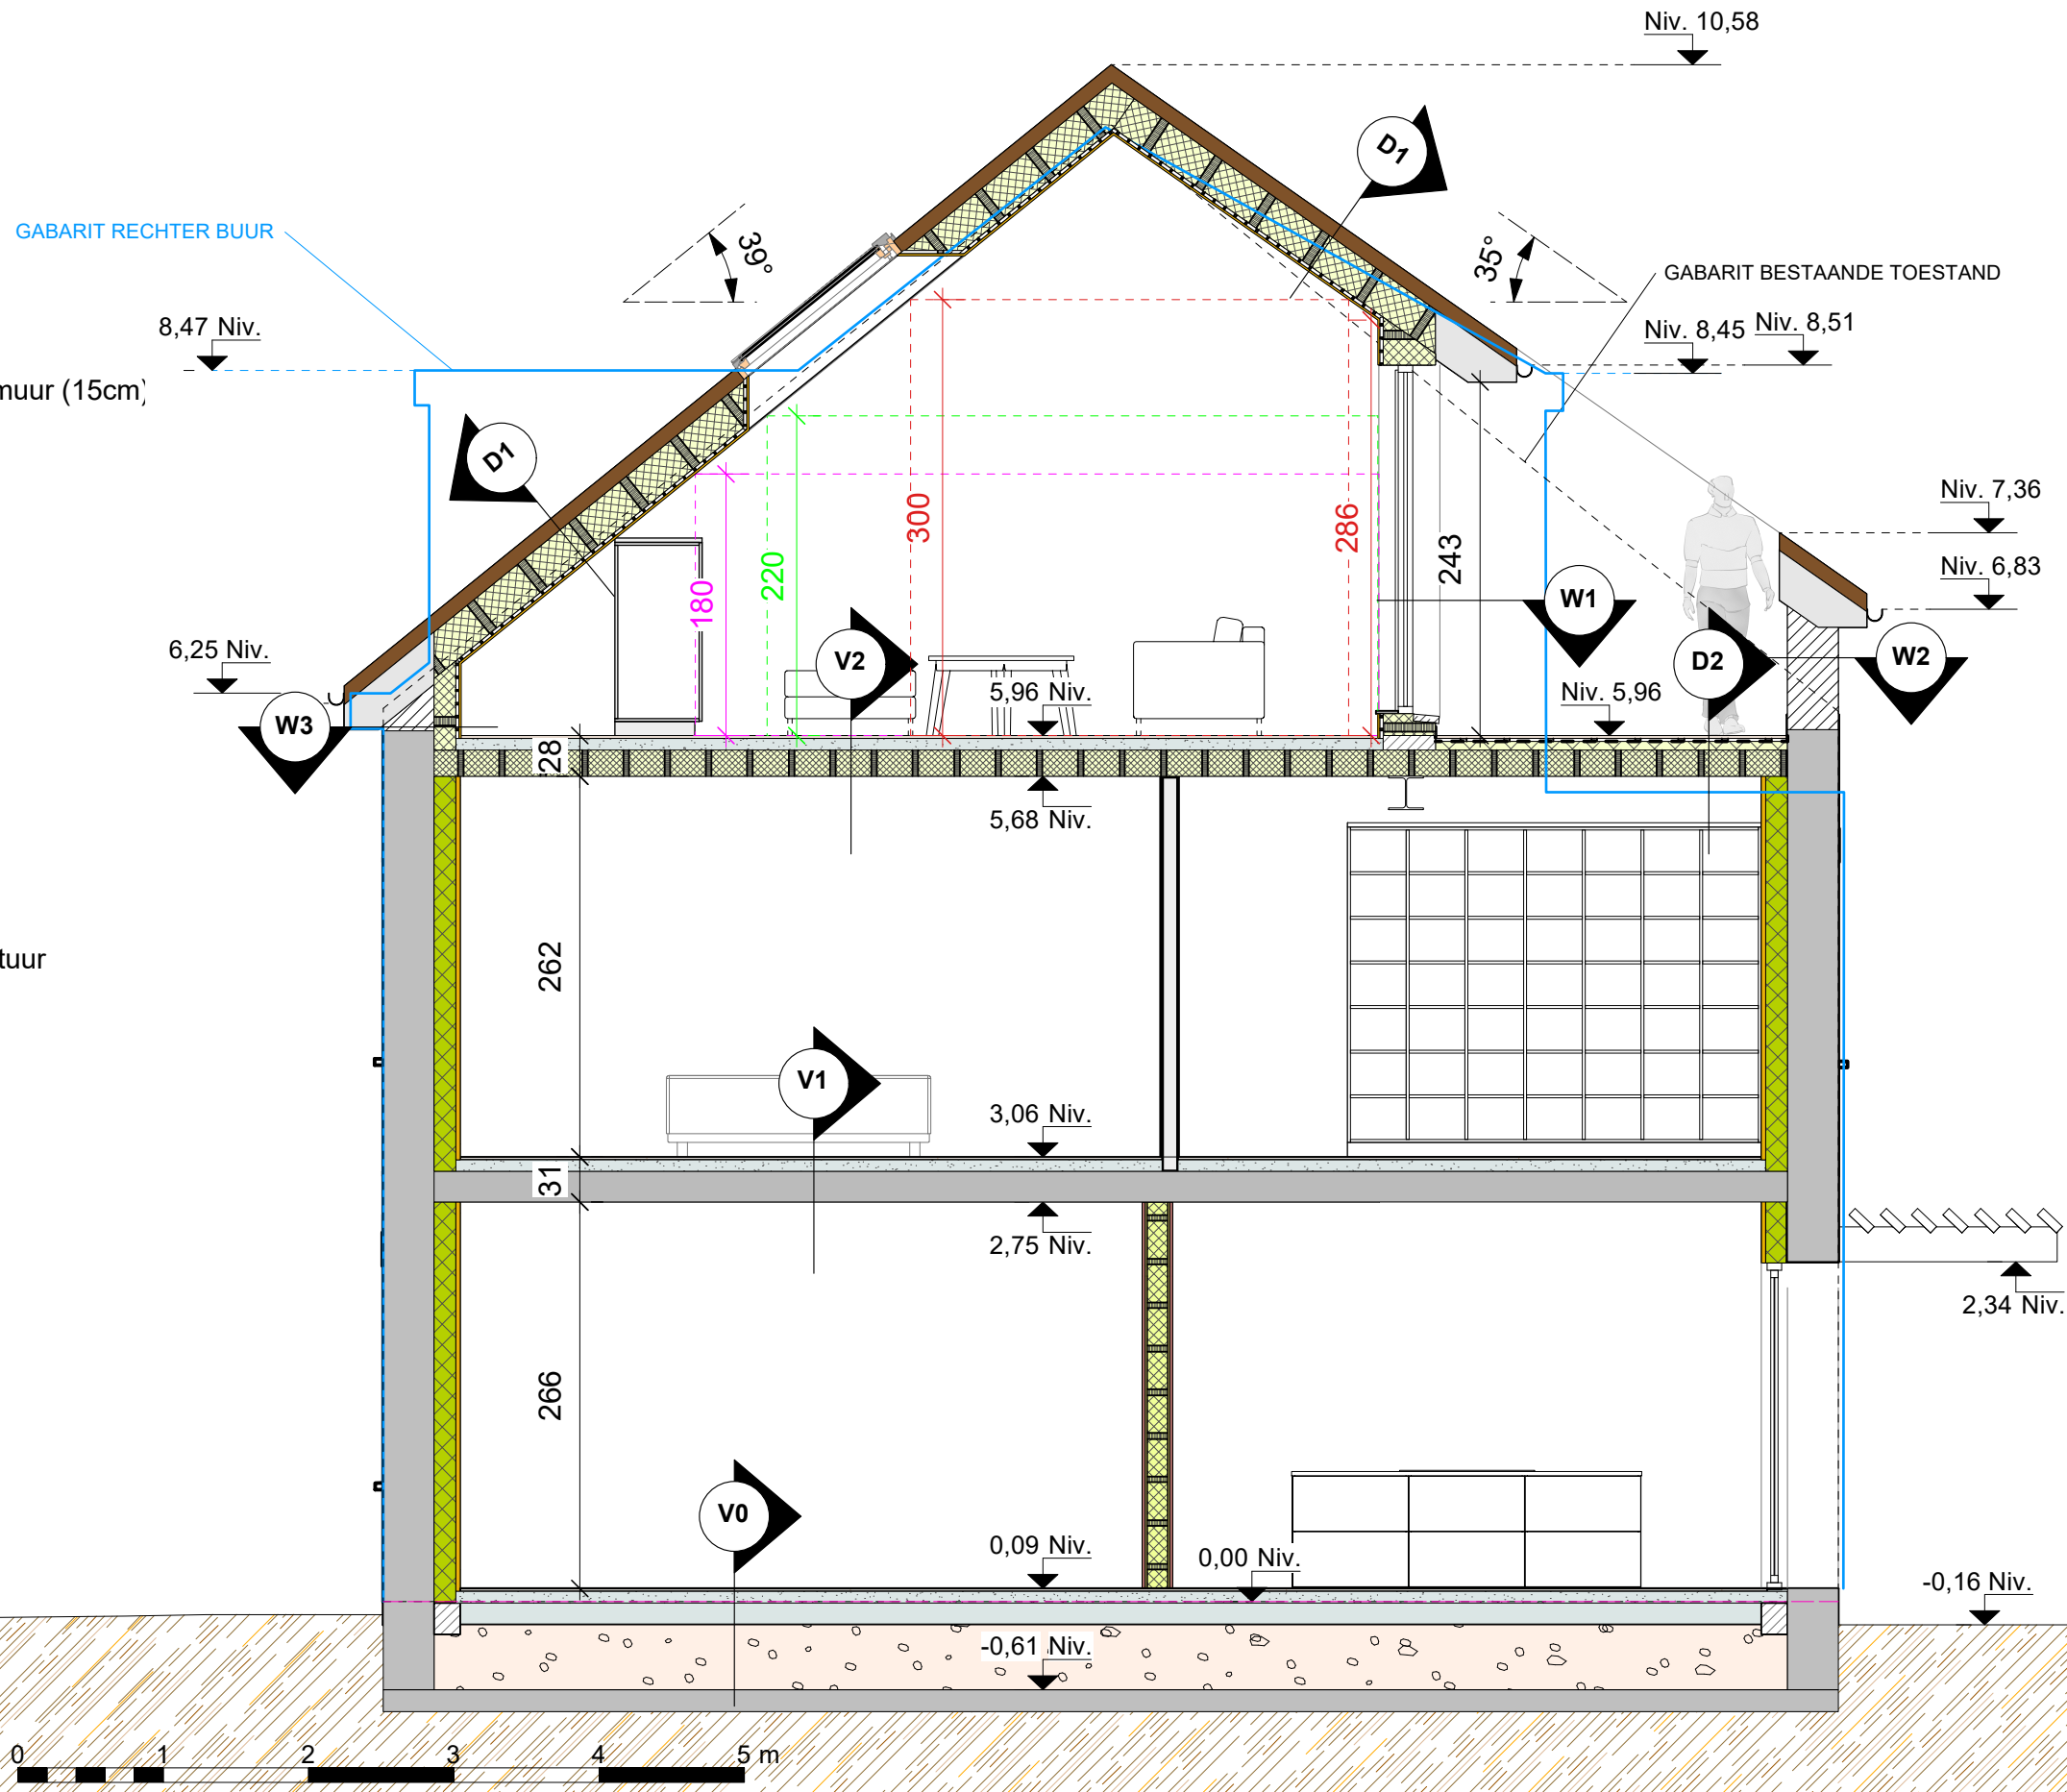 Niv. 10,58
D1
GABARIT RECHTER BUUR
39°
35°
GABARIT BESTAANDE TOESTAND
8,47 Niv.
Niv. 8,45
Niv. 8,51
muur (15cm)
D1
Niv. 7,36
300
286
243
180
220
Niv. 6,83
W1
6,25 Niv.
V2
D2
W2
5,96 Niv.
Niv. 5,96
W3
28
5,68 Niv.
262
tuur
V1
3,06 Niv.
31
2,75 Niv.
2,34 Niv.
266
V0
0,09 Niv.
0,00 Niv.
-0,16 Niv.
-0,61 Niv.
0 1 2 3 4 5 m